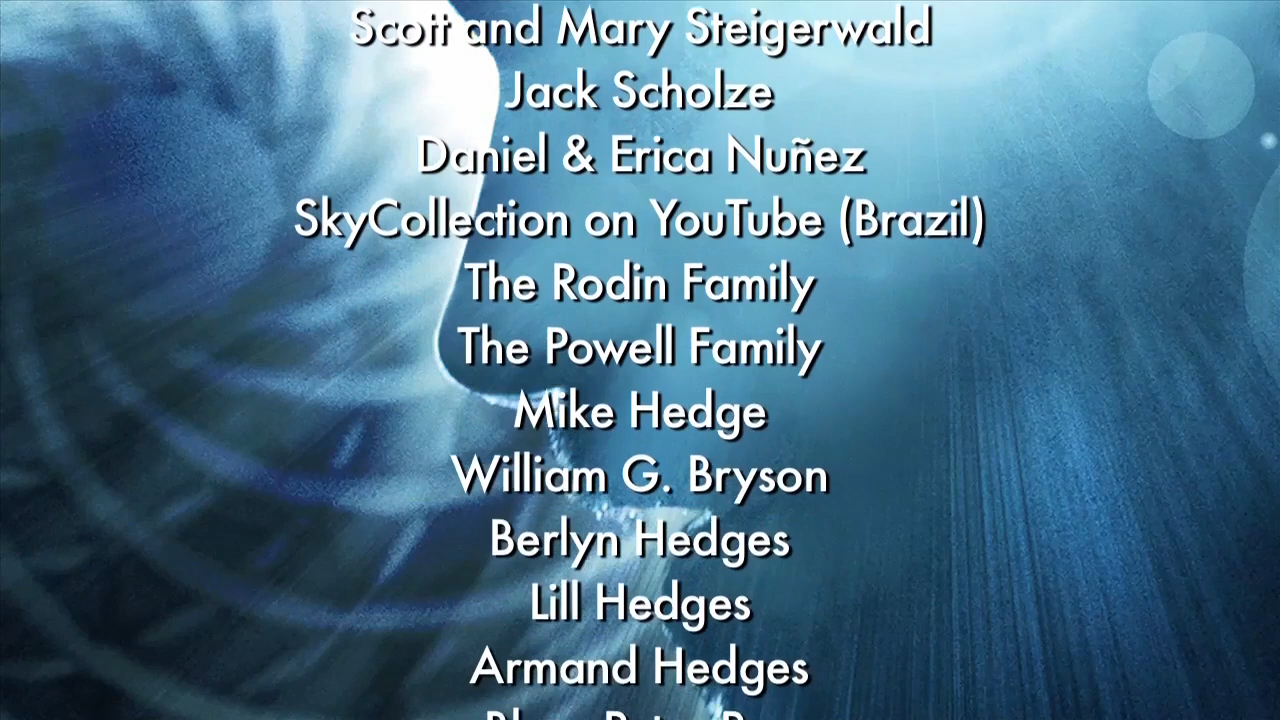 Scott and Mary Steigerwald
Jack Scholze
Daniel & Erica Nuñez
SkyCollection on YouTube (Brazil)
The Rodin Family
The Powell Family
Mike Hedge
William G. Bryson
Berlyn Hedges
Lill Hedges
Armand Hedges